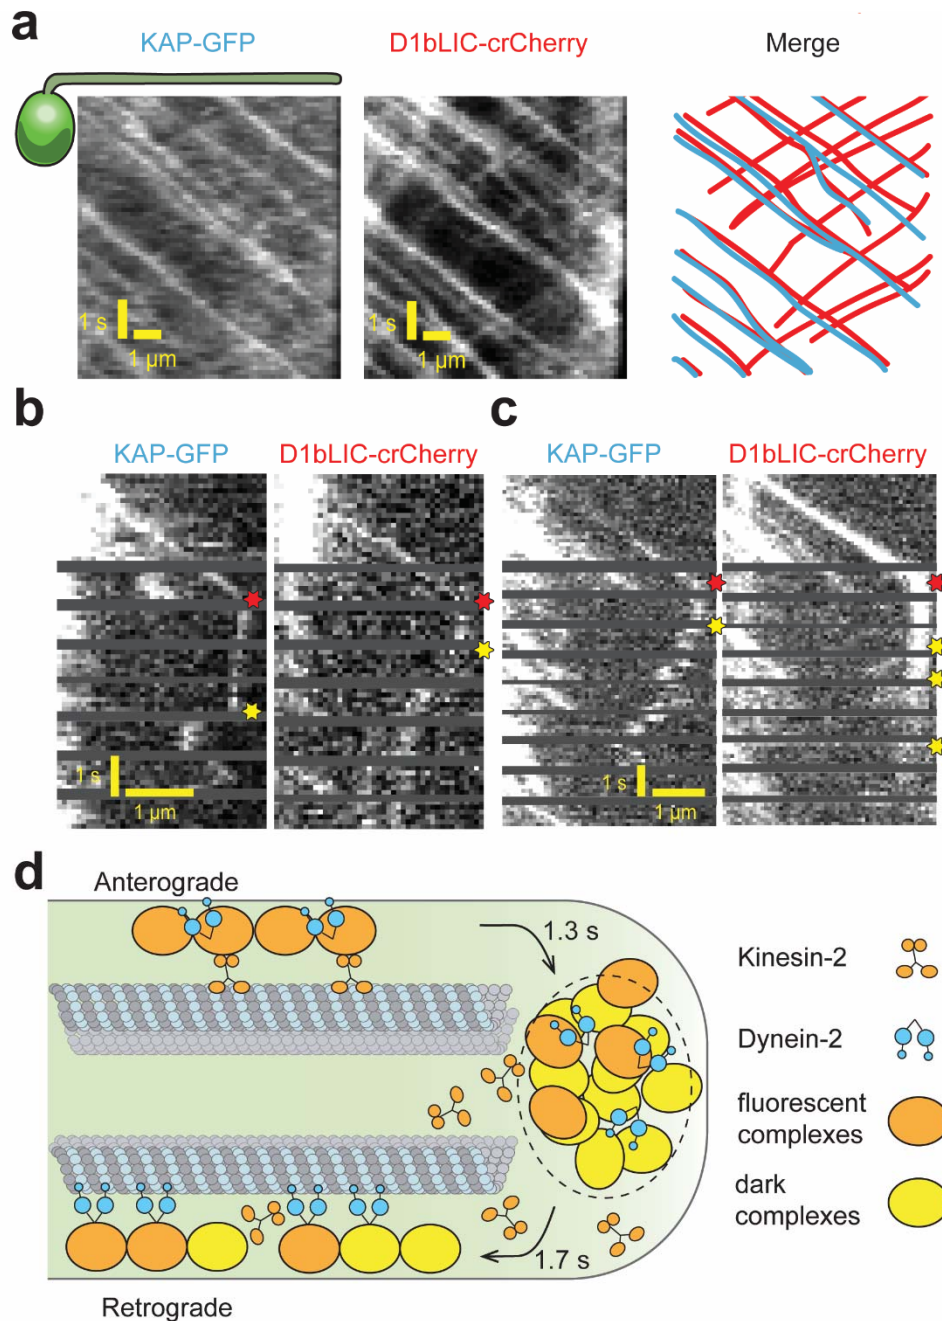 a
KAP-GFP
D1bLIC-crCherry
Merge
1 s
1 µm
1 s
1 µm
b
KAP-GFP
D1bLIC-crCherry
1 s
1 µm
c
KAP-GFP
D1bLIC-crCherry
1 s
1 µm
d
Anterograde
1.3 s
1.7 s
Retrograde
Kinesin-2
Dynein-2
fluorescent
complexes
dark
complexes